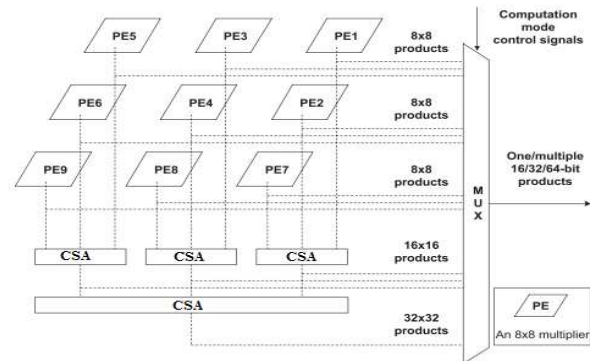 PE5 PE3 PE1 8x8
products
Computation
mode
control signals
PE6 PE4 PE2 8x8
products
PE9 PE8 PE7 8x8
products
One/multiple
16/32/64-bit
products
M
U
X
CSA CSA CSA 16x16
products
CSA
32x32
products
PE
An 8x8 multiplier